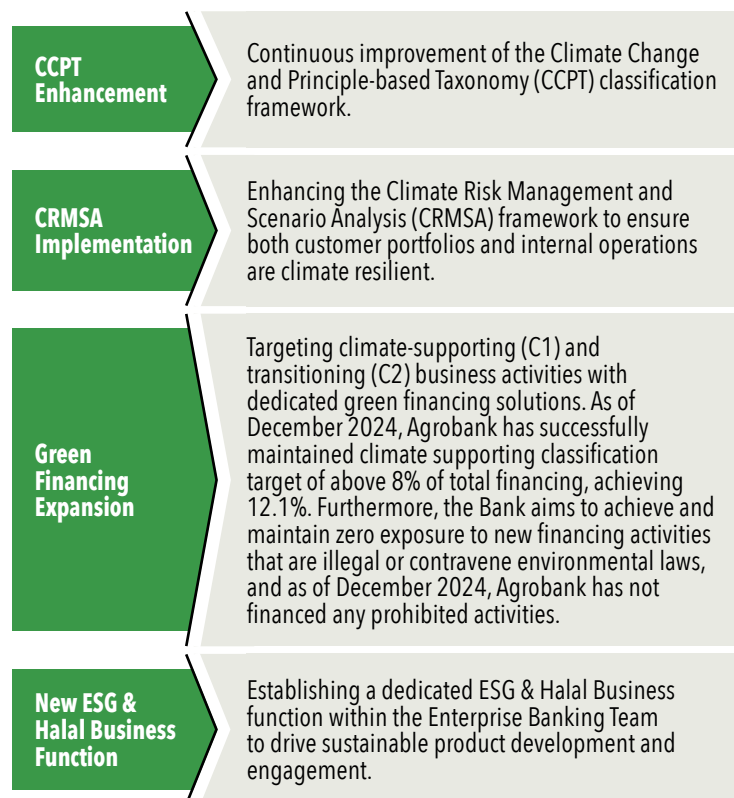 CCPT
Enhancement
Continuous improvement of the Climate Change
and Principle-based Taxonomy (CCPT) classification
framework.
CRMSA
Implementation
Enhancing the Climate Risk Management and
Scenario Analysis (CRMSA) framework to ensure
both customer portfolios and internal operations
are climate resilient.
Green
Financing
Expansion
Targeting climate-supporting (C1) and
transitioning (C2) business activities with
dedicated green financing solutions. As of
December 2024, Agrobank has successfully
maintained climate supporting classification
target of above 8% of total financing, achieving
12.1%. Furthermore, the Bank aims to achieve and
maintain zero exposure to new financing activities
that are illegal or contravene environmental laws,
and as of December 2024, Agrobank has not
financed any prohibited activities.
New ESG &
Halal Business
Function
Establishing a dedicated ESG & Halal Business
function within the Enterprise Banking Team
to drive sustainable product development and
engagement.